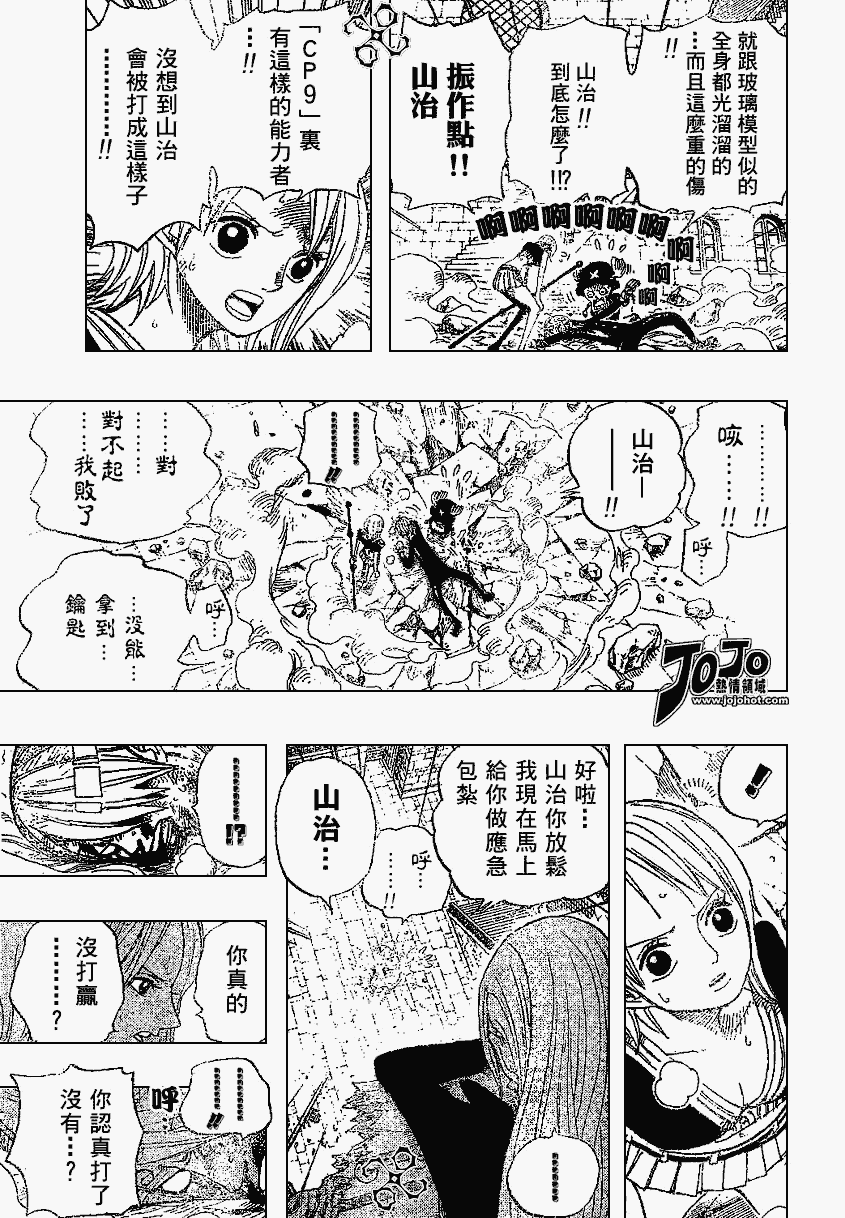 就跟玻璃模型似的
全身都光溜溜的
…而且這麼重的傷
!!
山治!!
到底怎麼了!!?
振作點!!
山治
啊啊啊啊啊啊啊啊啊
「CP9」裏
有這樣的能力者
…!!
沒想到山治
會被打成這樣子
…………!!
…………!!
咳……!!
呼…
山治—
——!!
…………!!
……對
………
對不起
……我敗了
呼…
…沒能…
拿到…
鑰匙
JOJO
熱情領域
www.jojohot.com
!
好啦…
山治你放鬆
我現在馬上
給你做應急
包紮
呼…
…!!
山治…
…………
…………!?
你真的
沒打贏
………?
…………
…………!!
呼…
你認真打了
沒有…?